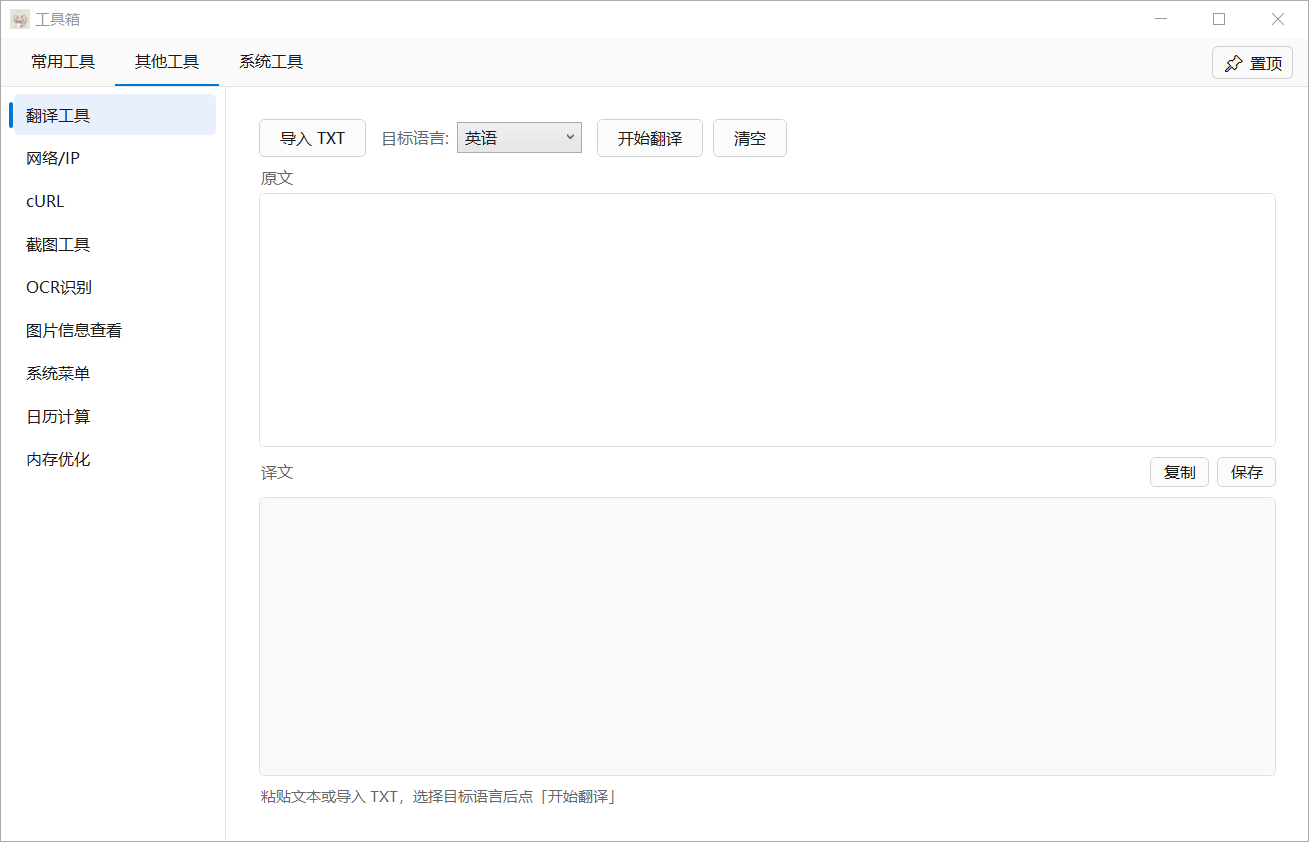 工具箱
常用工具 其他工具 系统工具 置顶
翻译工具
网络/IP
cURL
截图工具
OCR识别
图片信息查看
系统菜单
日历计算
内存优化
导入 TXT 目标语言: 英语 开始翻译 清空
原文
译文 复制 保存
粘贴文本或导入 TXT，选择目标语言后点「开始翻译」